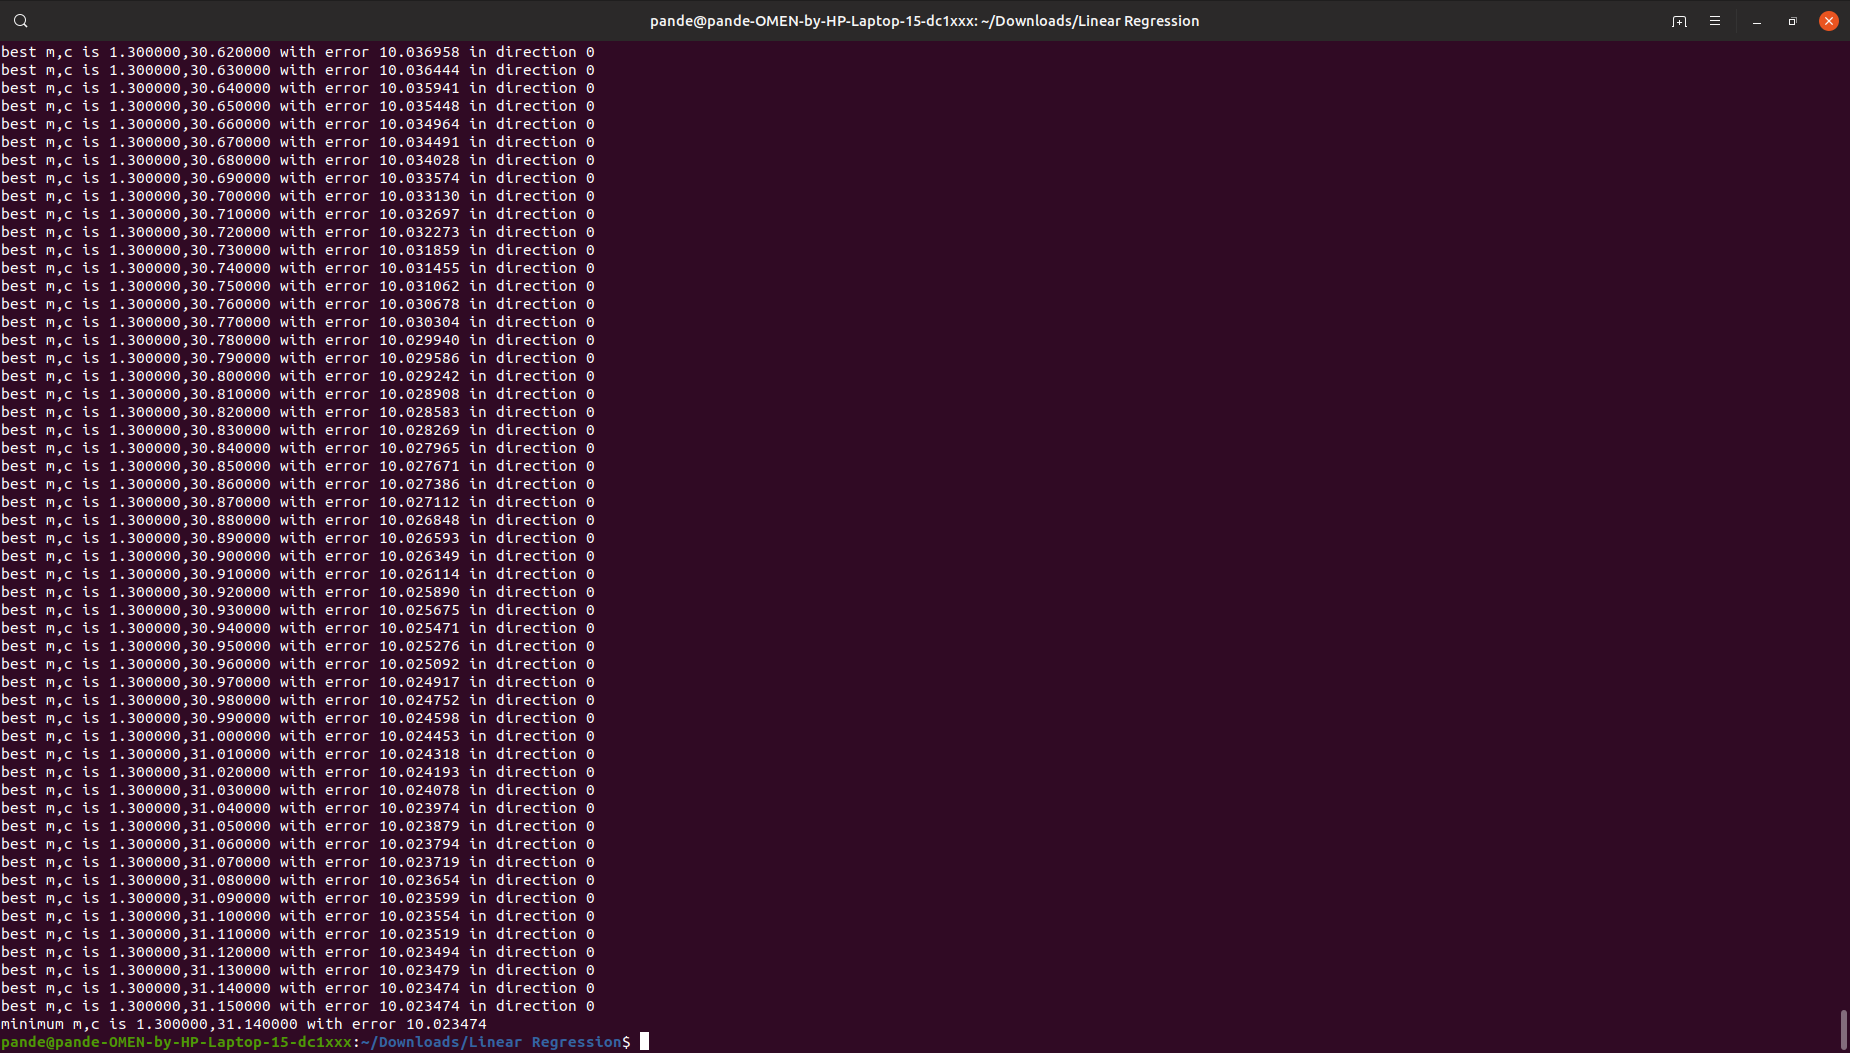 pande@pande-OMEN-by-HP-Laptop-15-dc1xxx: ~/Downloads/Linear Regression
best m,c is 1.300000,30.620000 with error 10.036958 in direction 0
best m,c is 1.300000,30.630000 with error 10.036444 in direction 0
best m,c is 1.300000,30.640000 with error 10.035941 in direction 0
best m,c is 1.300000,30.650000 with error 10.035448 in direction 0
best m,c is 1.300000,30.660000 with error 10.034964 in direction 0
best m,c is 1.300000,30.670000 with error 10.034491 in direction 0
best m,c is 1.300000,30.680000 with error 10.034028 in direction 0
best m,c is 1.300000,30.690000 with error 10.033574 in direction 0
best m,c is 1.300000,30.700000 with error 10.033130 in direction 0
best m,c is 1.300000,30.710000 with error 10.032697 in direction 0
best m,c is 1.300000,30.720000 with error 10.032273 in direction 0
best m,c is 1.300000,30.730000 with error 10.031859 in direction 0
best m,c is 1.300000,30.740000 with error 10.031455 in direction 0
best m,c is 1.300000,30.750000 with error 10.031062 in direction 0
best m,c is 1.300000,30.760000 with error 10.030678 in direction 0
best m,c is 1.300000,30.770000 with error 10.030304 in direction 0
best m,c is 1.300000,30.780000 with error 10.029940 in direction 0
best m,c is 1.300000,30.790000 with error 10.029586 in direction 0
best m,c is 1.300000,30.800000 with error 10.029242 in direction 0
best m,c is 1.300000,30.810000 with error 10.028908 in direction 0
best m,c is 1.300000,30.820000 with error 10.028583 in direction 0
best m,c is 1.300000,30.830000 with error 10.028269 in direction 0
best m,c is 1.300000,30.840000 with error 10.027965 in direction 0
best m,c is 1.300000,30.850000 with error 10.027671 in direction 0
best m,c is 1.300000,30.860000 with error 10.027386 in direction 0
best m,c is 1.300000,30.870000 with error 10.027112 in direction 0
best m,c is 1.300000,30.880000 with error 10.026848 in direction 0
best m,c is 1.300000,30.890000 with error 10.026593 in direction 0
best m,c is 1.300000,30.900000 with error 10.026349 in direction 0
best m,c is 1.300000,30.910000 with error 10.026114 in direction 0
best m,c is 1.300000,30.920000 with error 10.025890 in direction 0
best m,c is 1.300000,30.930000 with error 10.025675 in direction 0
best m,c is 1.300000,30.940000 with error 10.025471 in direction 0
best m,c is 1.300000,30.950000 with error 10.025276 in direction 0
best m,c is 1.300000,30.960000 with error 10.025092 in direction 0
best m,c is 1.300000,30.970000 with error 10.024917 in direction 0
best m,c is 1.300000,30.980000 with error 10.024752 in direction 0
best m,c is 1.300000,30.990000 with error 10.024598 in direction 0
best m,c is 1.300000,31.000000 with error 10.024453 in direction 0
best m,c is 1.300000,31.010000 with error 10.024318 in direction 0
best m,c is 1.300000,31.020000 with error 10.024193 in direction 0
best m,c is 1.300000,31.030000 with error 10.024078 in direction 0
best m,c is 1.300000,31.040000 with error 10.023974 in direction 0
best m,c is 1.300000,31.050000 with error 10.023879 in direction 0
best m,c is 1.300000,31.060000 with error 10.023794 in direction 0
best m,c is 1.300000,31.070000 with error 10.023719 in direction 0
best m,c is 1.300000,31.080000 with error 10.023654 in direction 0
best m,c is 1.300000,31.090000 with error 10.023599 in direction 0
best m,c is 1.300000,31.100000 with error 10.023554 in direction 0
best m,c is 1.300000,31.110000 with error 10.023519 in direction 0
best m,c is 1.300000,31.120000 with error 10.023494 in direction 0
best m,c is 1.300000,31.130000 with error 10.023479 in direction 0
best m,c is 1.300000,31.140000 with error 10.023474 in direction 0
best m,c is 1.300000,31.150000 with error 10.023474 in direction 0
minimum m,c is 1.300000,31.140000 with error 10.023474
pande@pande-OMEN-by-HP-Laptop-15-dc1xxx:~/Downloads/Linear Regression$